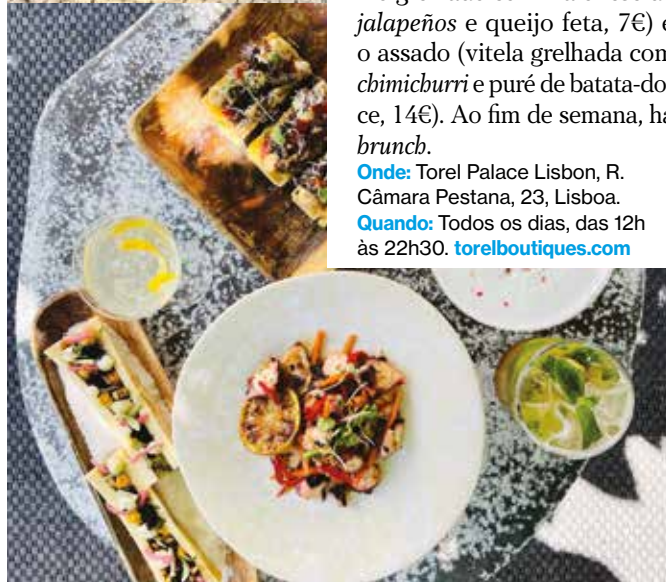 jalapeños e queijo feta, 7€) e
o assado (vitela grelhada com
chimichurri e puré de batata-do
ce, 14€). Ao fim de semana, há
brunch.
Onde: Torel Palace Lisbon, R.
Câmara Pestana, 23, Lisboa.
Quando: Todos os dias, das 12h
às 22h30. torelboutiques.com